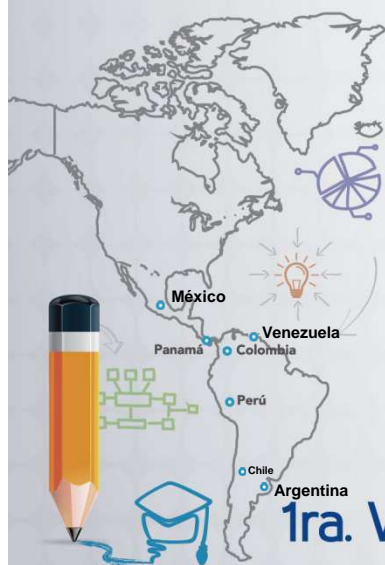 México
Venezuela
Panamá
Colombia
Perú
Chile
Argentina
1ra.